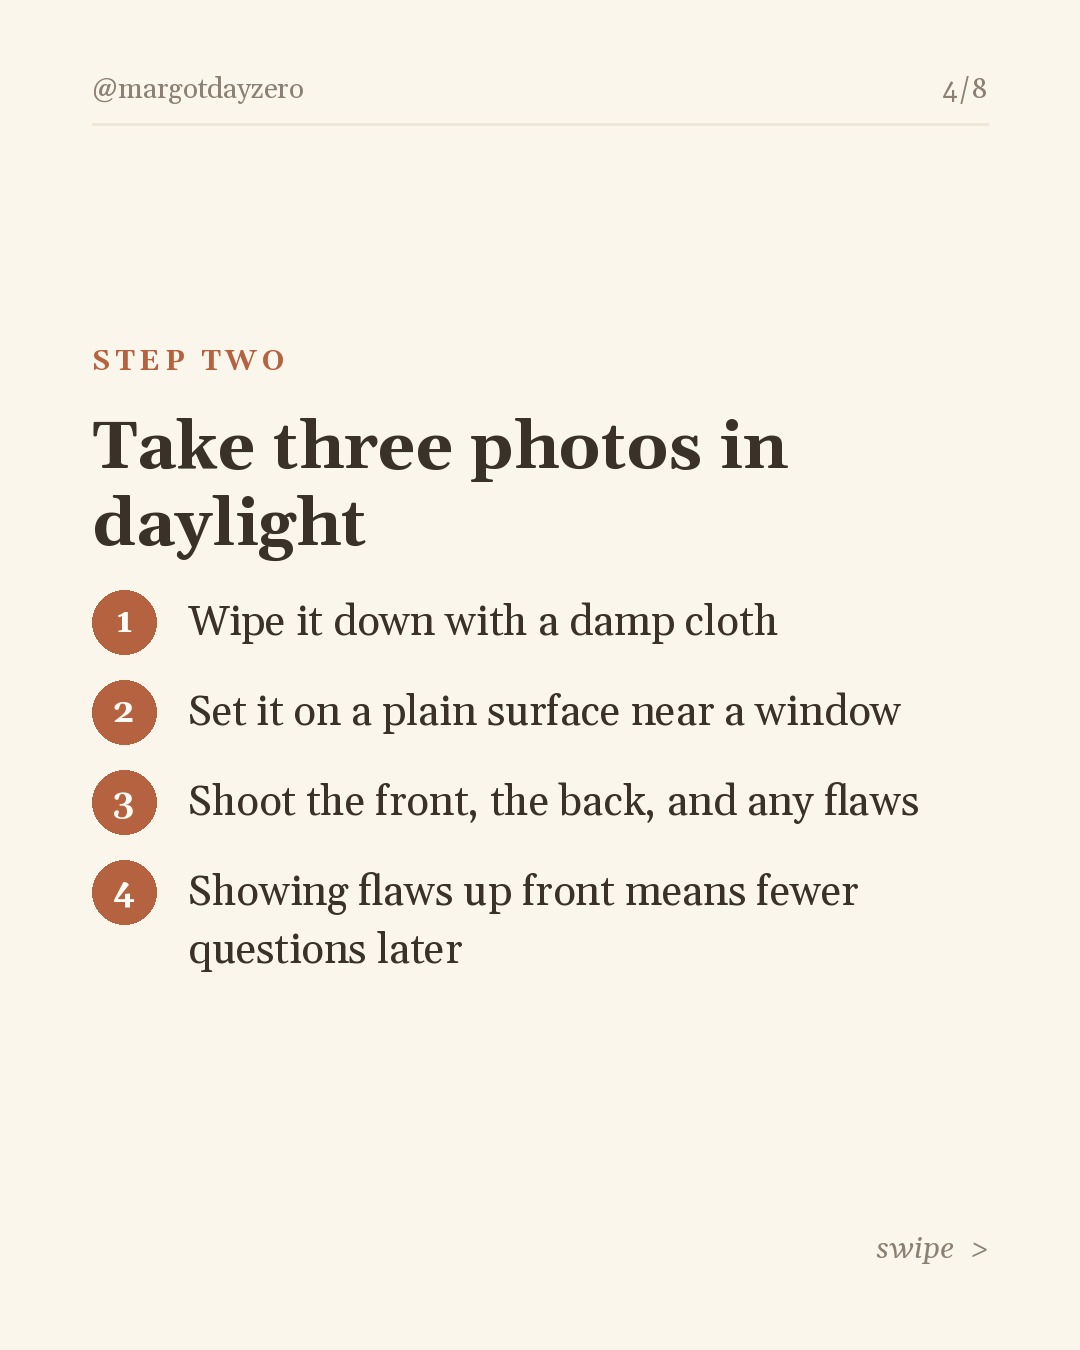 @margotdayzero 4/8
STEP TWO
Take three photos in
daylight
1 Wipe it down with a damp cloth
2 Set it on a plain surface near a window
3 Shoot the front, the back, and any flaws
4 Showing flaws up front means fewer
questions later
swipe >